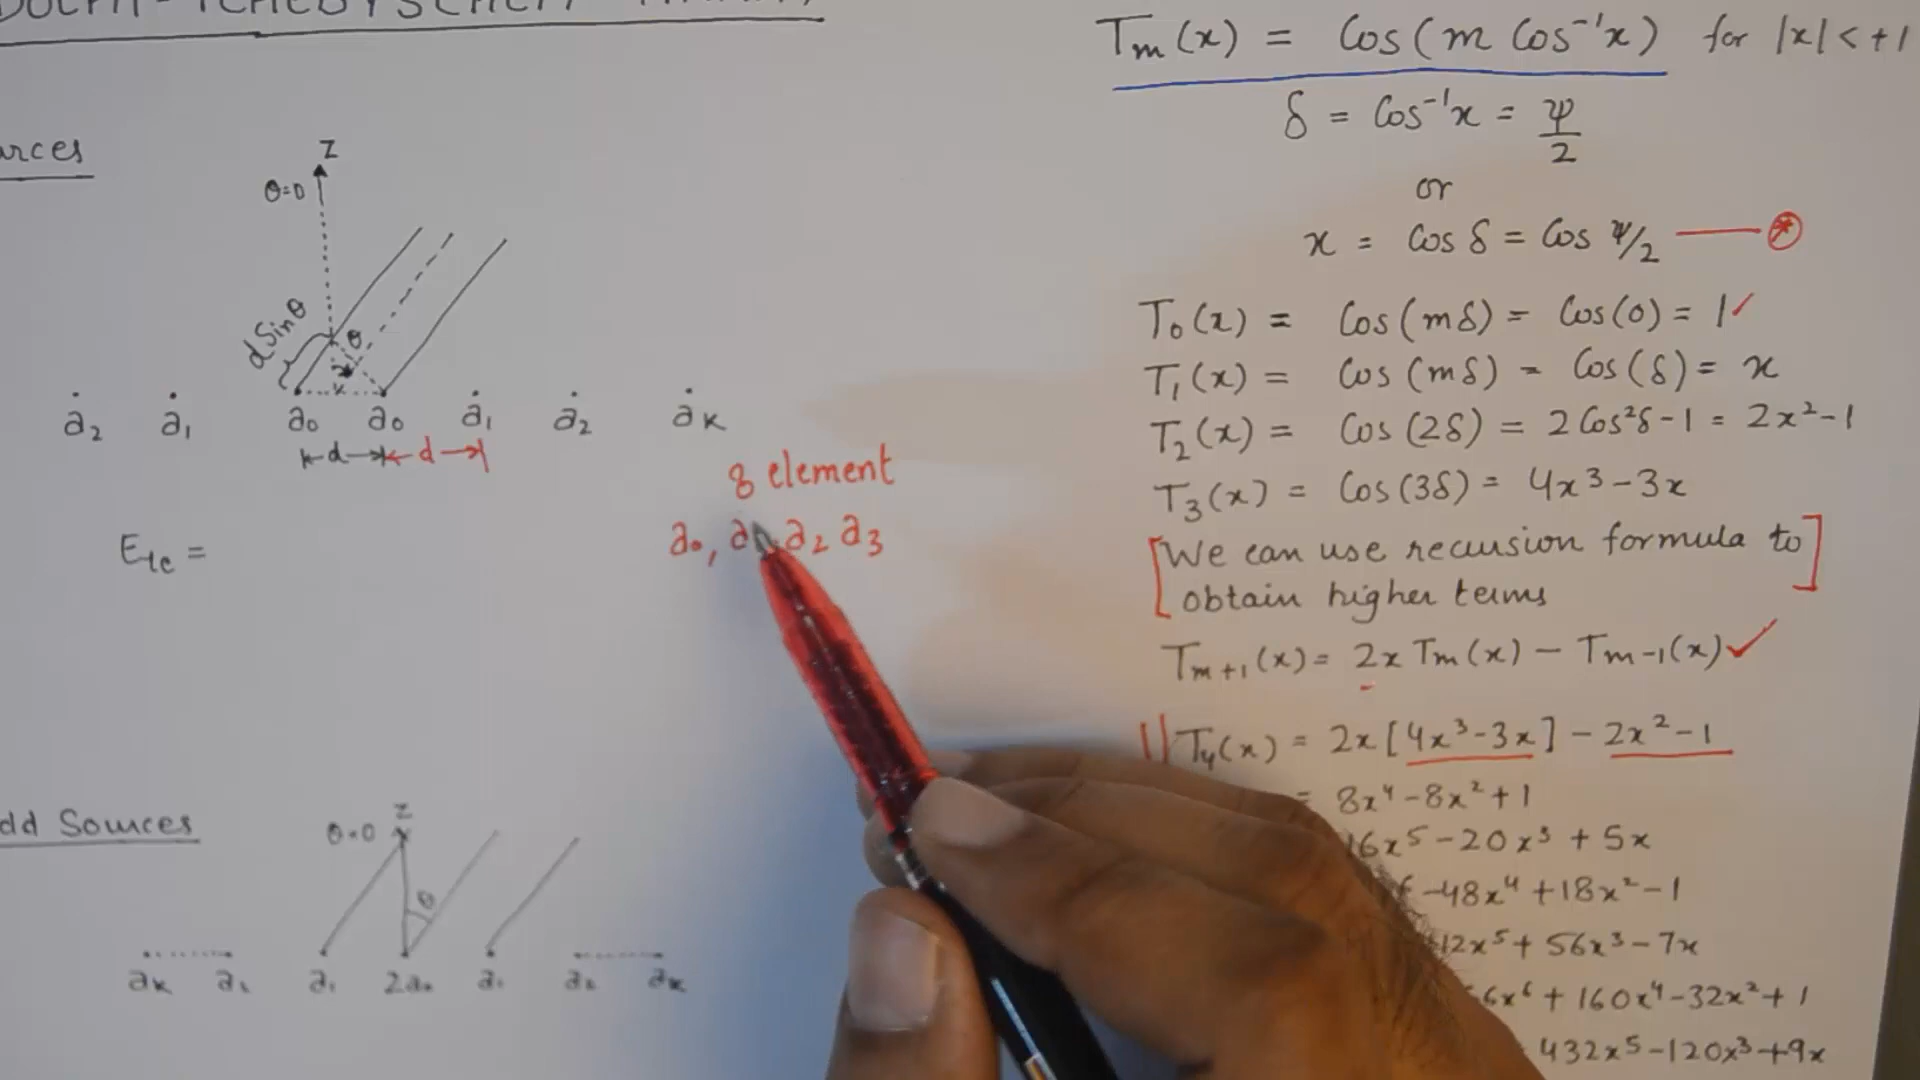 Tm(x) = Cos(m Cos⁻¹x) for |x| < +1
δ = Cos⁻¹x = ψ/2
or
x = Cos δ = Cos ψ/2 —— ⊛
T₀(x) = Cos(mδ) = Cos(0) = 1 ✓
T₁(x) = Cos(mδ) = Cos(δ) = x
T₂(x) = Cos(2δ) = 2Cos²δ-1 = 2x²-1
T₃(x) = Cos(3δ) = 4x³-3x
[We can use recursion formula to
obtain higher terms]
Tm+1(x) = 2x Tm(x) - Tm-1(x) ✓
T₄(x) = 2x[4x³-3x] - 2x²-1
= 8x⁴-8x²+1
16x⁵-20x³+5x
-48x⁴+18x²-1
12x⁵+56x³-7x
6x⁶+160x⁴-32x²+1
432x⁵-120x³+9x
Z
θ=0
dSinθ
θ
a₂ a₁ a₀ a₀ a₁ a₂ aK
d d
8 element
a₀, a a₂ a₃
Ete =
dd Sources
Z
θ=0
θ
aK a₁ 2a₀ a₁ aK